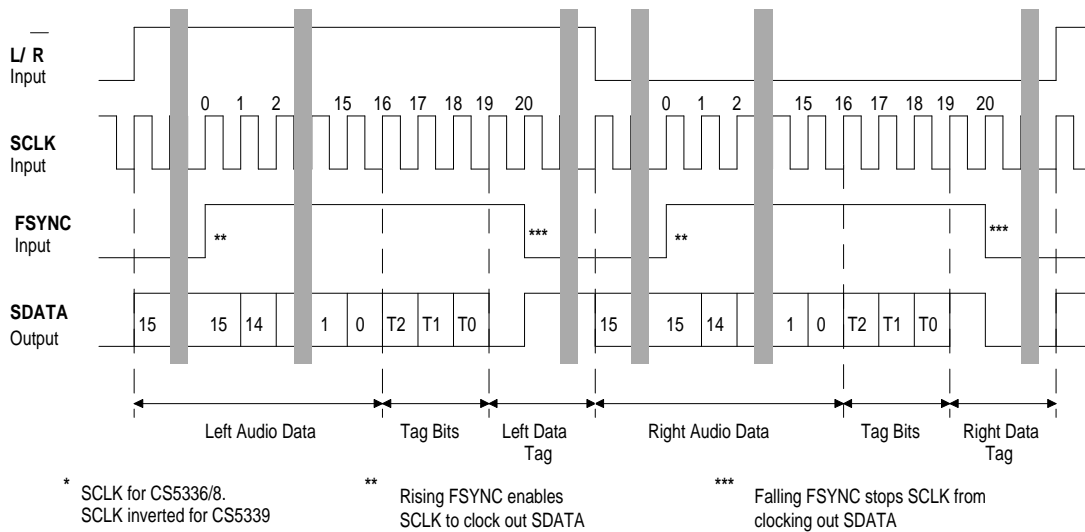 L/ R
Input
0 1 2 15 16 17 18 19 20 0 1 2 15 16 17 18 19 20
SCLK
Input
FSYNC
Input
** *** ** ***
SDATA
Output
15 15 14 1 0 T2 T1 T0 15 15 14 1 0 T2 T1 T0
Left Audio Data Tag Bits Left Data Tag Right Audio Data Tag Bits Right Data Tag
* SCLK for CS5336/8.
SCLK inverted for CS5339
** Rising FSYNC enables
SCLK to clock out SDATA
*** Falling FSYNC stops SCLK from
clocking out SDATA